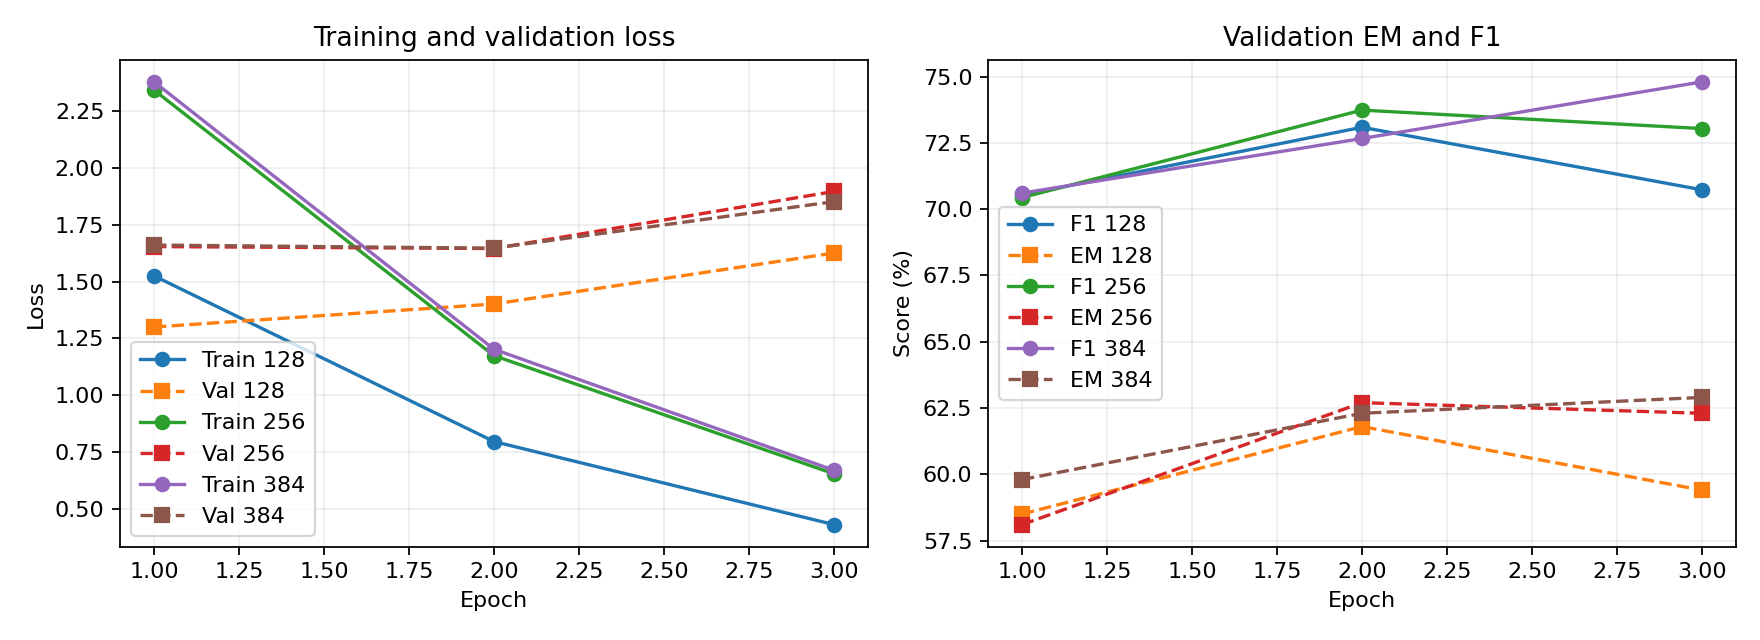 Training and validation loss
2.25
2.00
1.75
1.50
1.25
1.00
0.75
0.50
Loss
Train 128
Val 128
Train 256
Val 256
Train 384
Val 384
1.00 1.25 1.50 1.75 2.00 2.25 2.50 2.75 3.00
Epoch
Validation EM and F1
75.0
72.5
70.0
67.5
65.0
62.5
60.0
57.5
Score (%)
F1 128
EM 128
F1 256
EM 256
F1 384
EM 384
1.00 1.25 1.50 1.75 2.00 2.25 2.50 2.75 3.00
Epoch